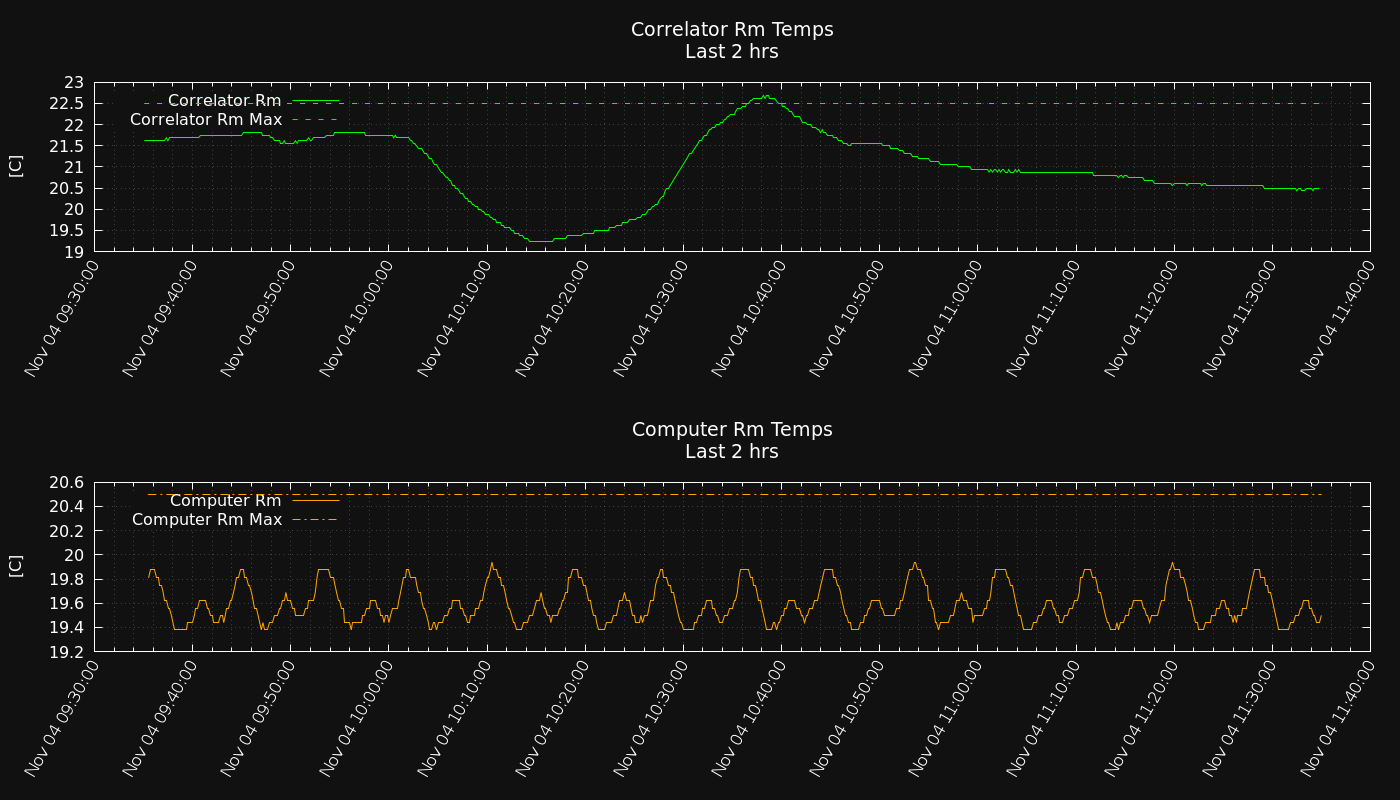 Correlator Rm Temps
Last 2 hrs
23
22.5
22
21.5
21
20.5
20
19.5
19
[C]
Correlator Rm
Correlator Rm Max
Nov 04 09:30:00
Nov 04 09:40:00
Nov 04 09:50:00
Nov 04 10:00:00
Nov 04 10:10:00
Nov 04 10:20:00
Nov 04 10:30:00
Nov 04 10:40:00
Nov 04 10:50:00
Nov 04 11:00:00
Nov 04 11:10:00
Nov 04 11:20:00
Nov 04 11:30:00
Nov 04 11:40:00
Computer Rm Temps
Last 2 hrs
20.6
20.4
20.2
20
19.8
19.6
19.4
19.2
[C]
Computer Rm
Computer Rm Max
Nov 04 09:30:00
Nov 04 09:40:00
Nov 04 09:50:00
Nov 04 10:00:00
Nov 04 10:10:00
Nov 04 10:20:00
Nov 04 10:30:00
Nov 04 10:40:00
Nov 04 10:50:00
Nov 04 11:00:00
Nov 04 11:10:00
Nov 04 11:20:00
Nov 04 11:30:00
Nov 04 11:40:00